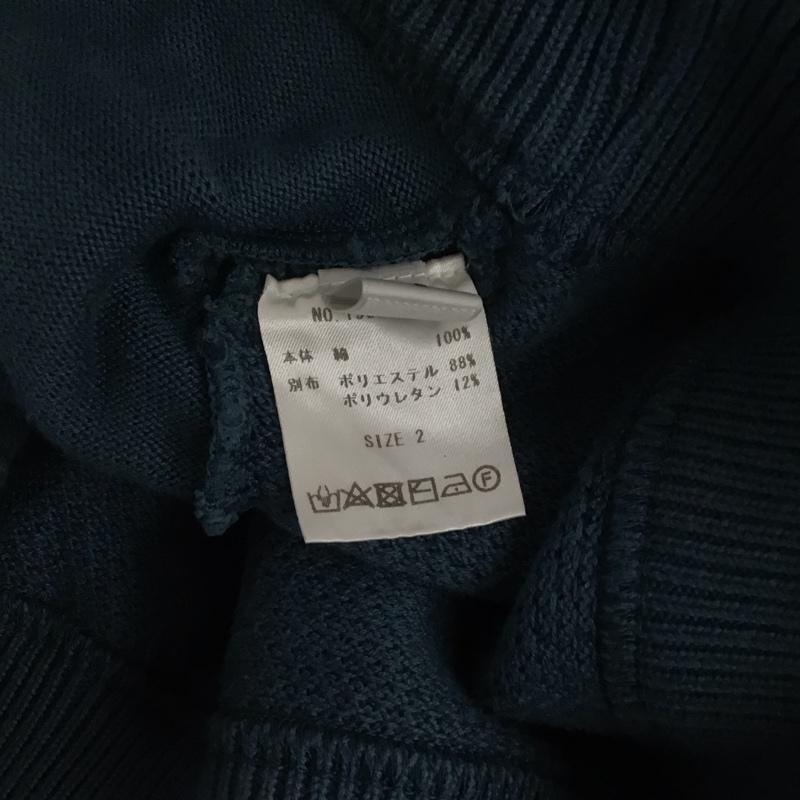 NO.
本体 綿 100%
別布 ポリエステル 88%
ポリウレタン 12%
SIZE 2
F